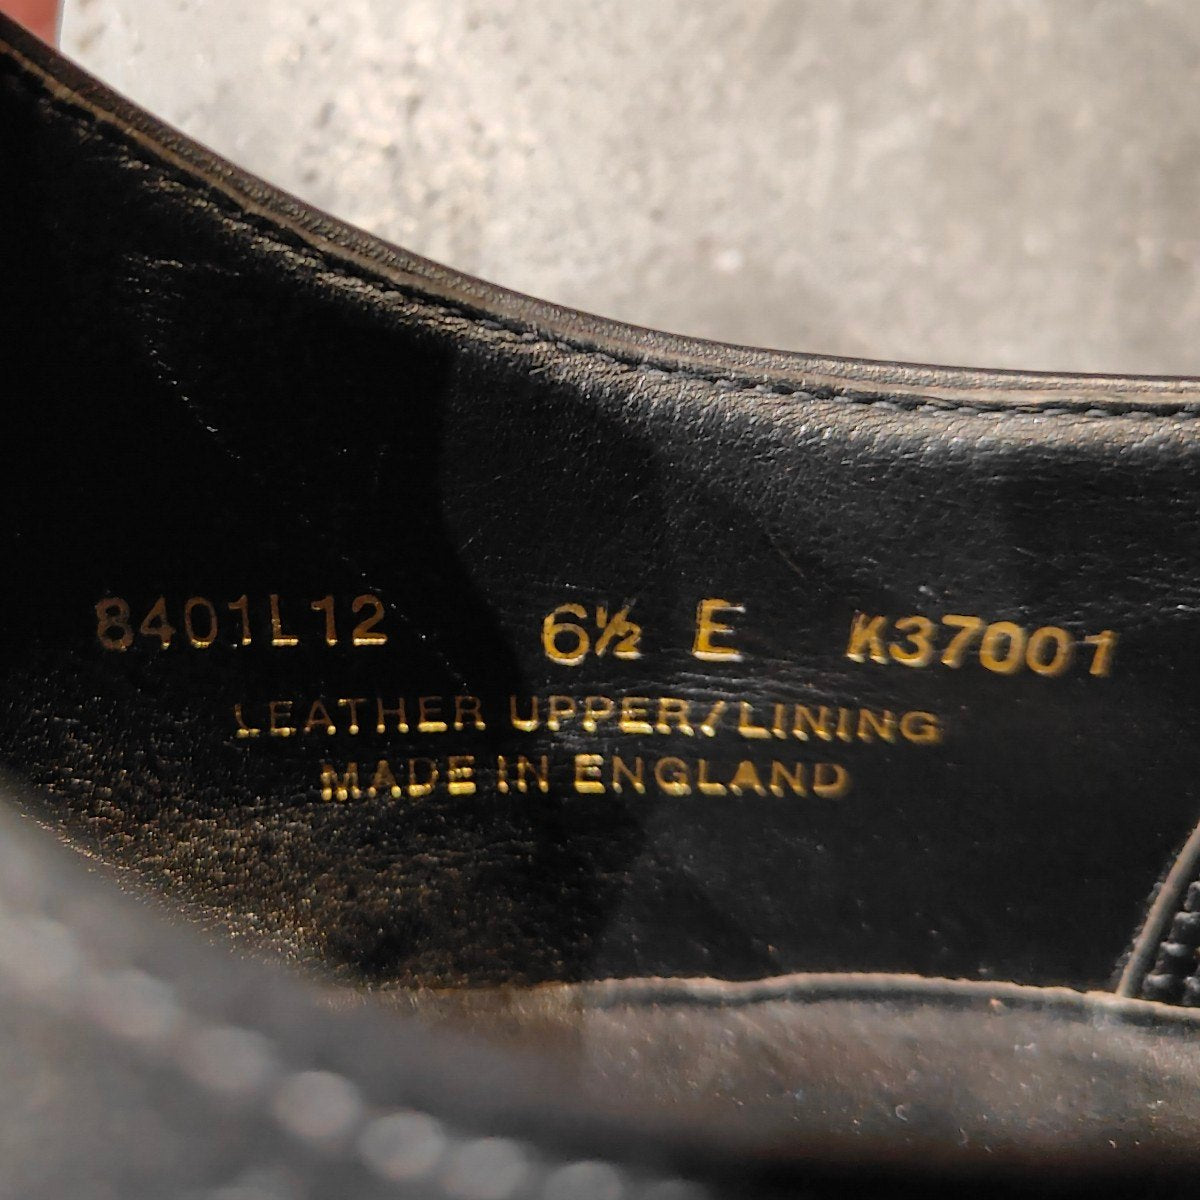 8401L12 6½ E K37001
LEATHER UPPER/LINING
MADE IN ENGLAND